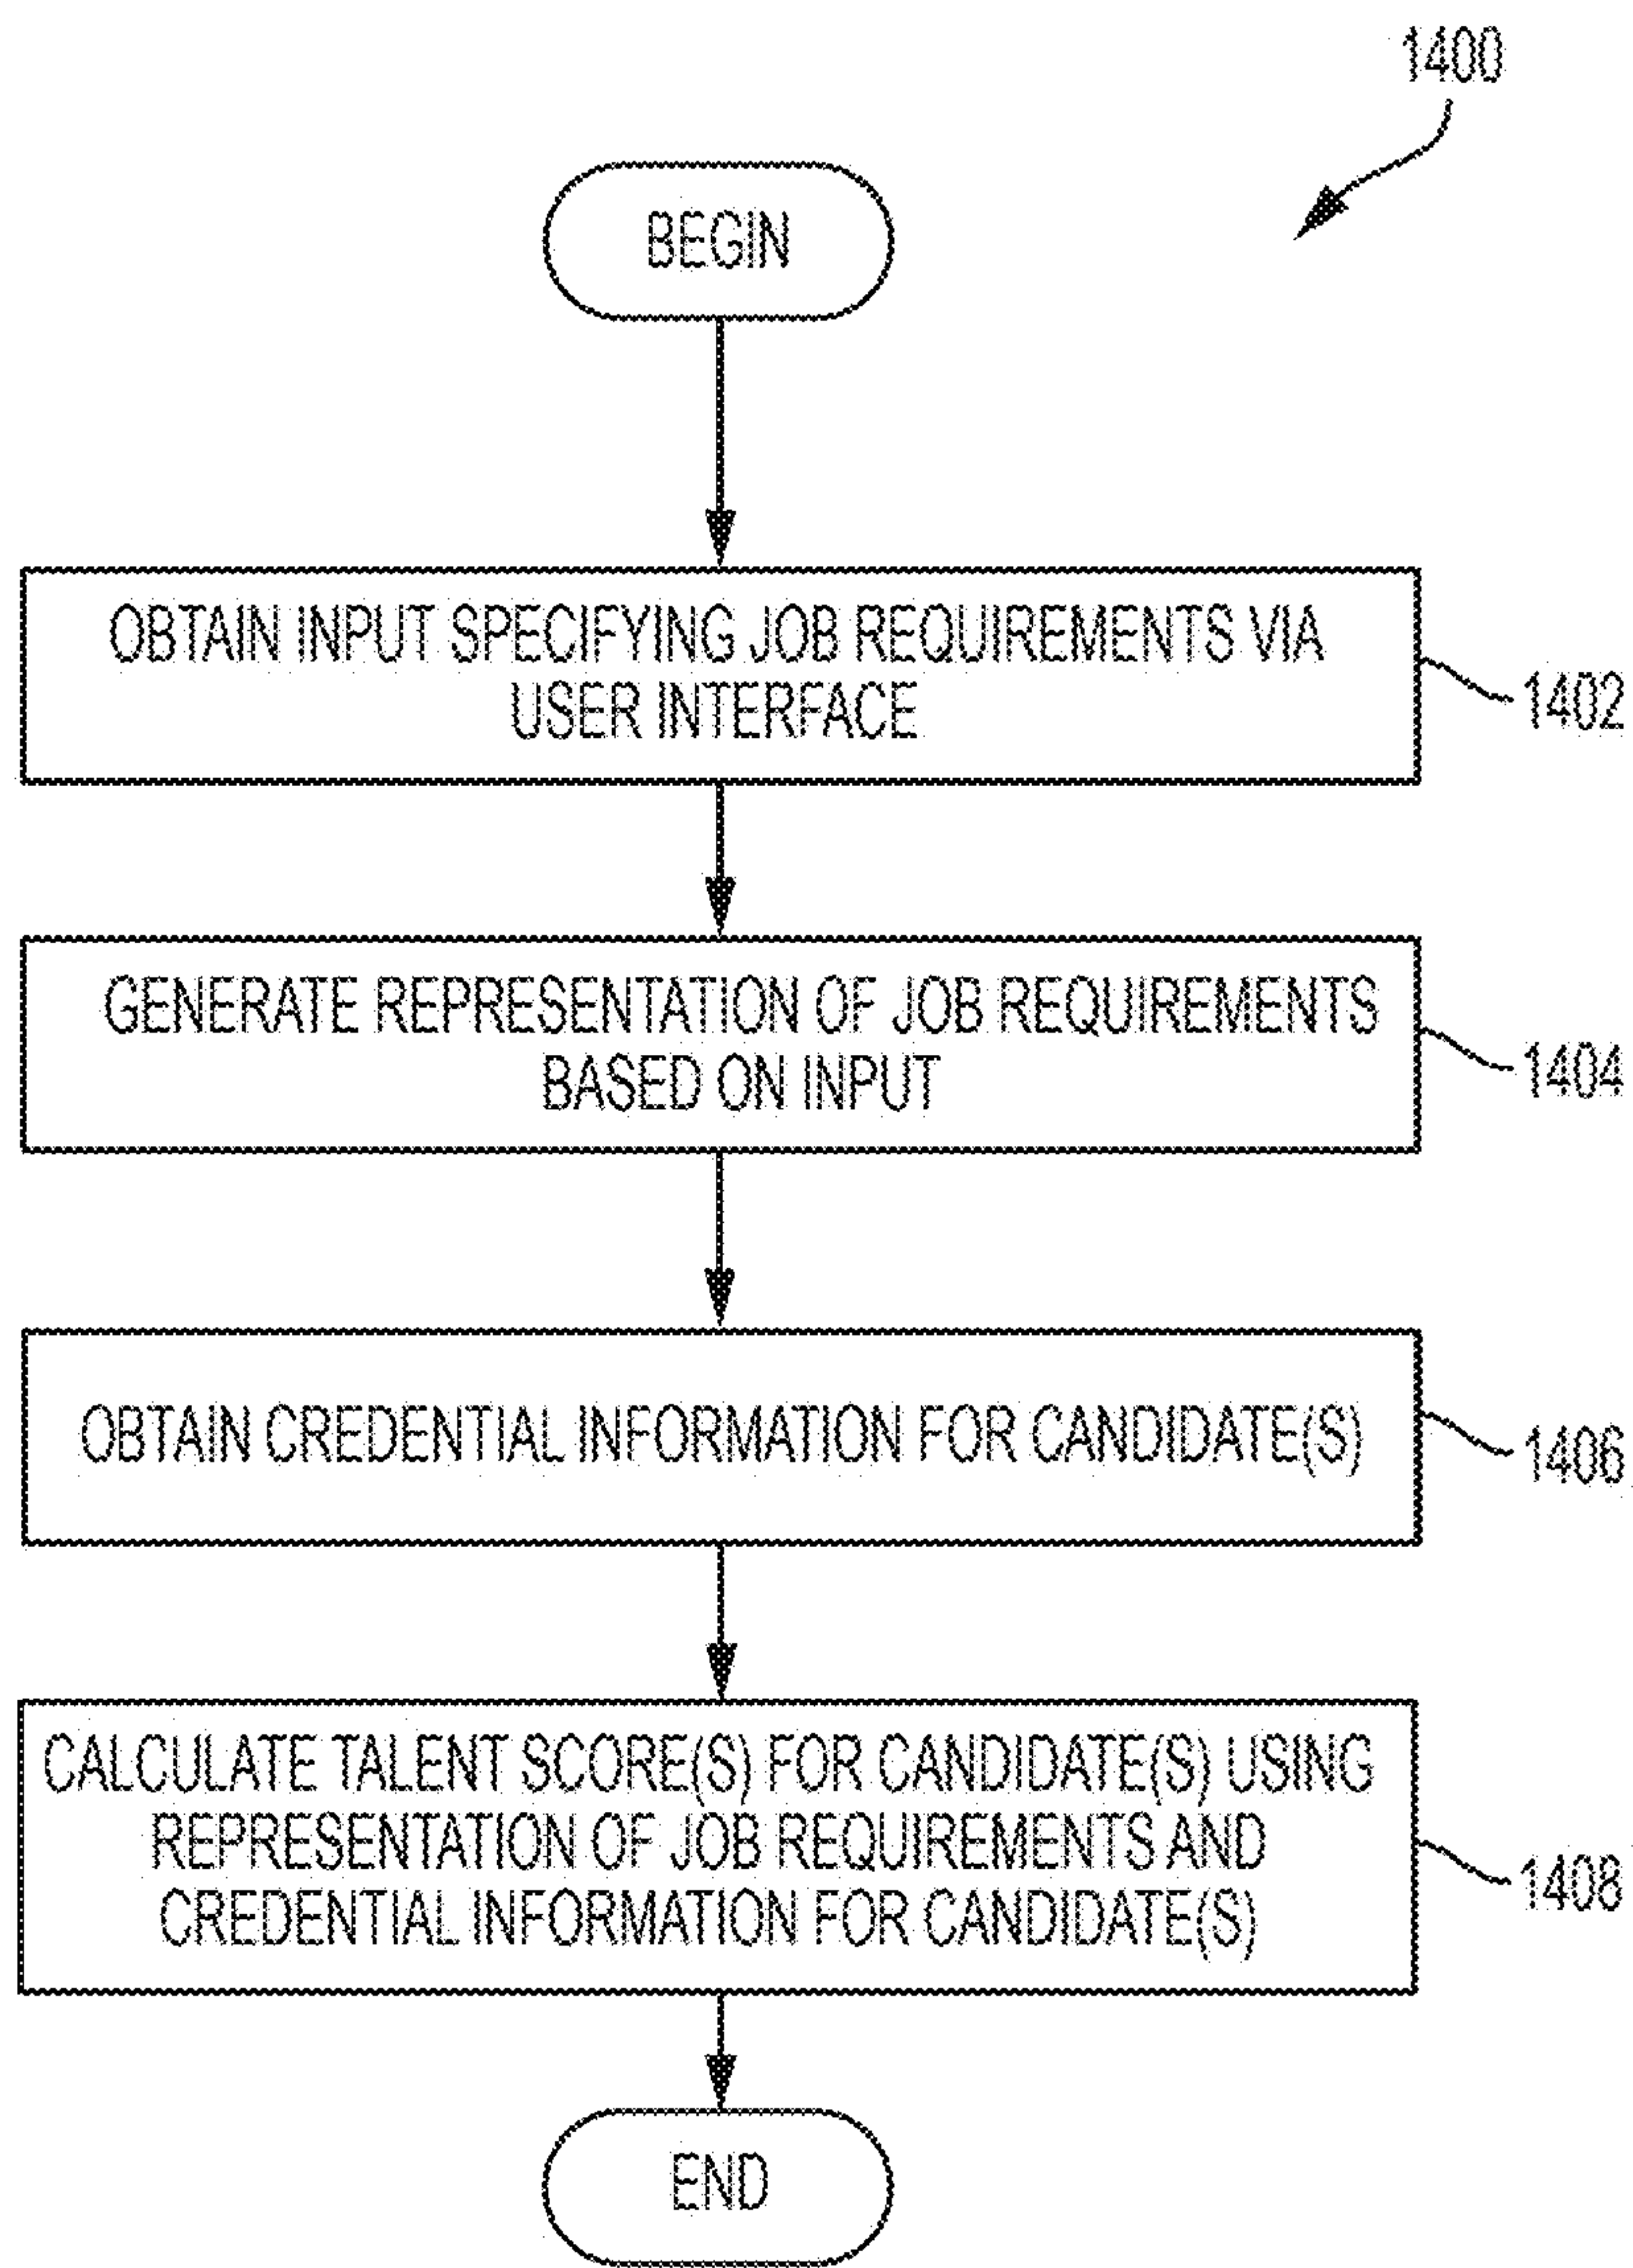 1400
BEGIN
OBTAIN INPUT SPECIFYING JOB REQUIREMENTS VIA
USER INTERFACE
1402
GENERATE REPRESENTATION OF JOB REQUIREMENTS
BASED ON INPUT
1404
OBTAIN CREDENTIAL INFORMATION FOR CANDIDATE(S)
1406
CALCULATE TALENT SCORE(S) FOR CANDIDATE(S) USING
REPRESENTATION OF JOB REQUIREMENTS AND
CREDENTIAL INFORMATION FOR CANDIDATE(S)
1408
END